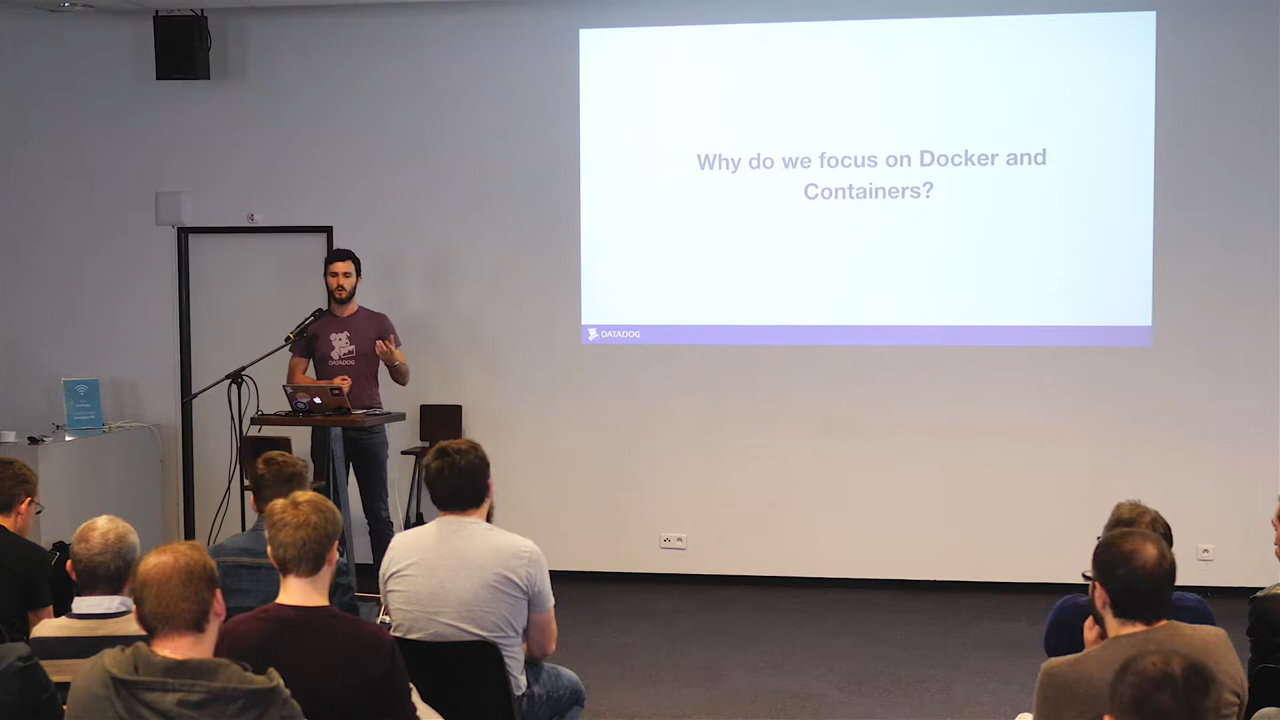 Why do we focus on Docker and
Containers?
DATADOG
DATADOG